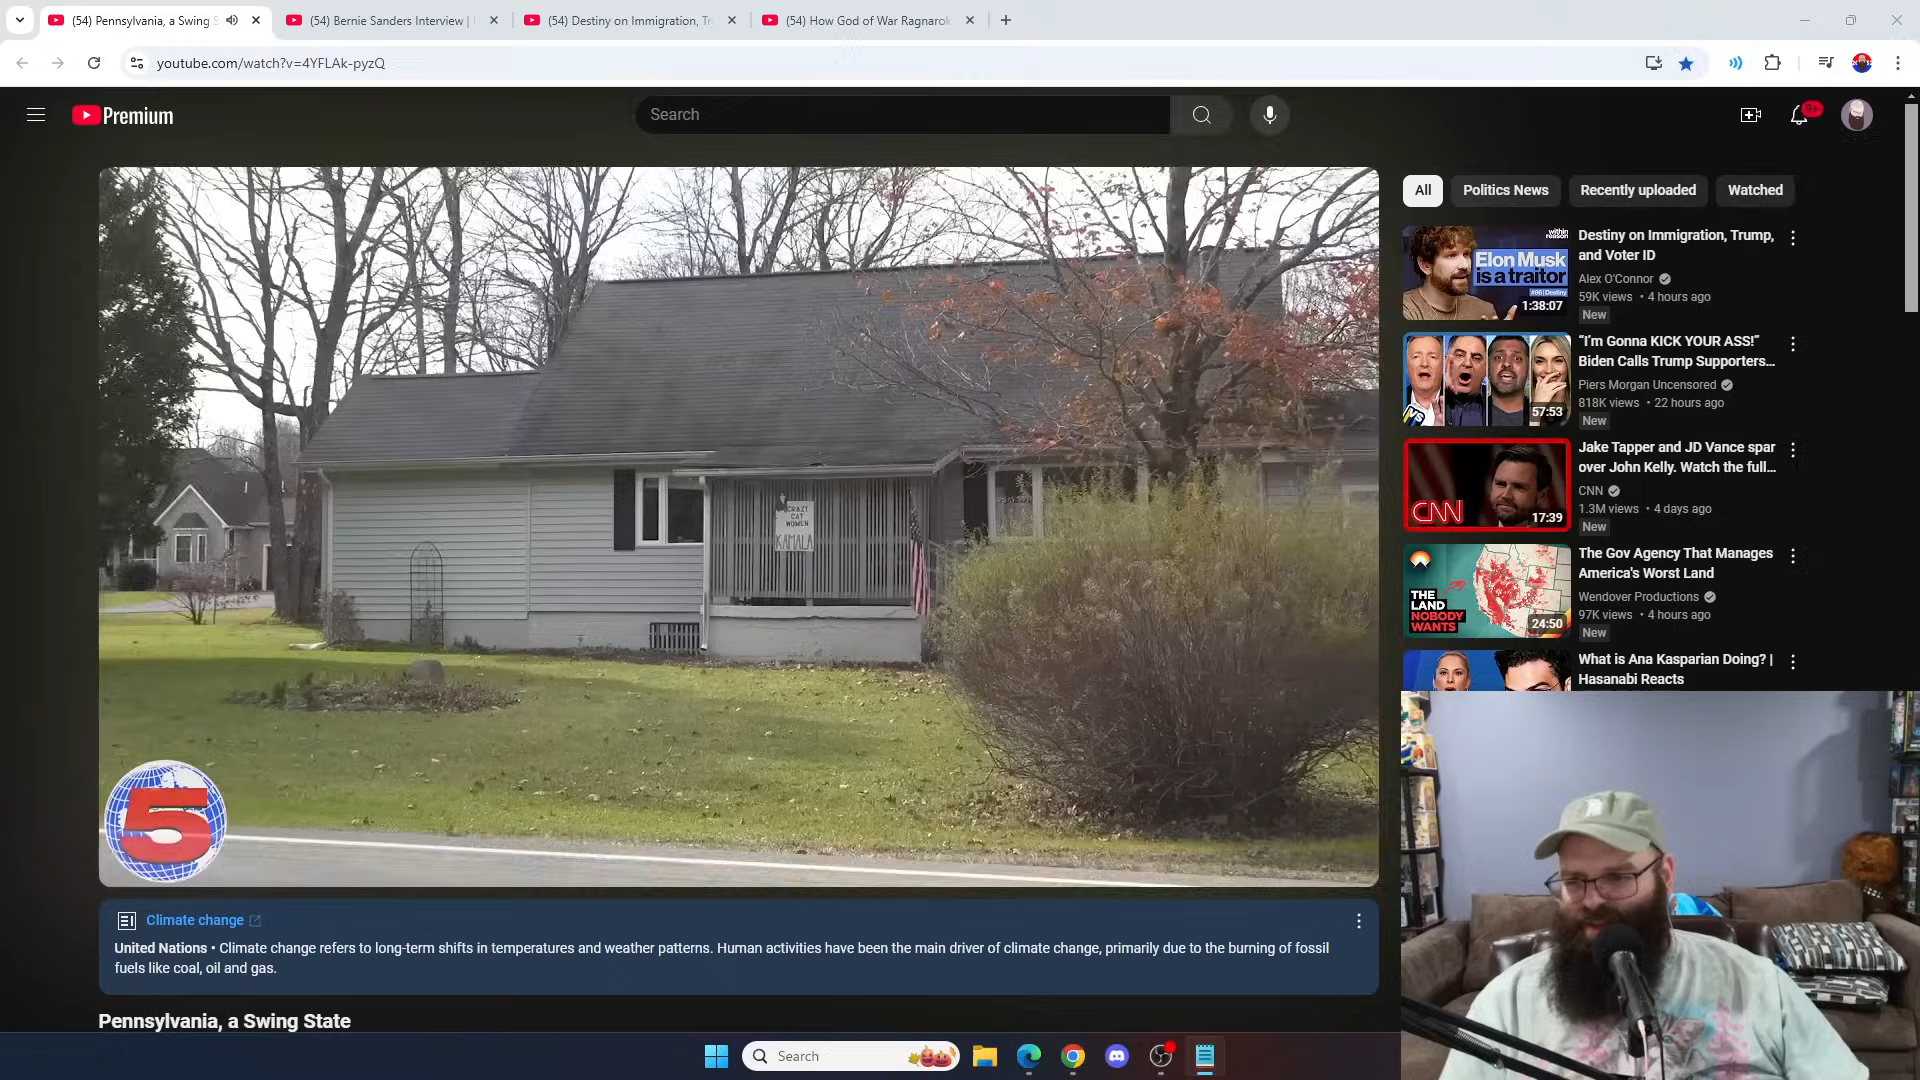 (54) Pennsylvania, a Swing S
(54) Bernie Sanders Interview |
(54) Destiny on Immigration, Tr
(54) How God of War Ragnarok
youtube.com/watch?v=4YFLAk-pyzQ
Premium
Search
9+
All
Politics News
Recently uploaded
Watched
within
reason
Elon Musk
is a traitor
1:38:07
Destiny on Immigration, Trump,
and Voter ID
Alex O'Connor
59K views • 4 hours ago
New
57:53
“I’m Gonna KICK YOUR ASS!”
Biden Calls Trump Supporters...
Piers Morgan Uncensored
818K views • 22 hours ago
New
CNN
17:39
Jake Tapper and JD Vance spar
over John Kelly. Watch the full...
CNN
1.3M views • 4 days ago
New
THE
LAND
NOBODY
WANTS
24:50
The Gov Agency That Manages
America's Worst Land
Wendover Productions
97K views • 4 hours ago
New
What is Ana Kasparian Doing? |
Hasanabi Reacts
CRAZY
CAT
WOMEN
KAMALA
5
Climate change
United Nations • Climate change refers to long-term shifts in temperatures and weather patterns. Human activities have been the main driver of climate change, primarily due to the burning of fossil
fuels like coal, oil and gas.
Pennsylvania, a Swing State
Search